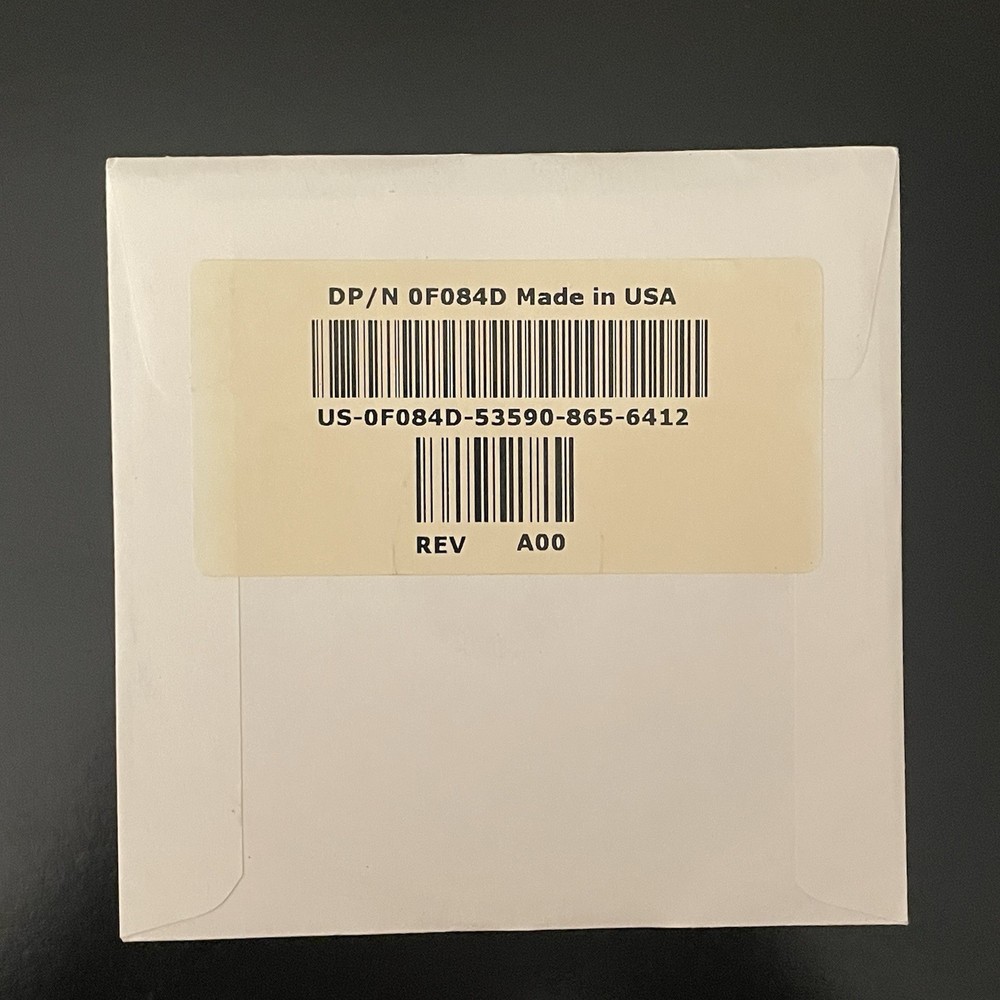 DP/N 0F084D Made in USA
US-0F084D-53590-865-6412
REV A00